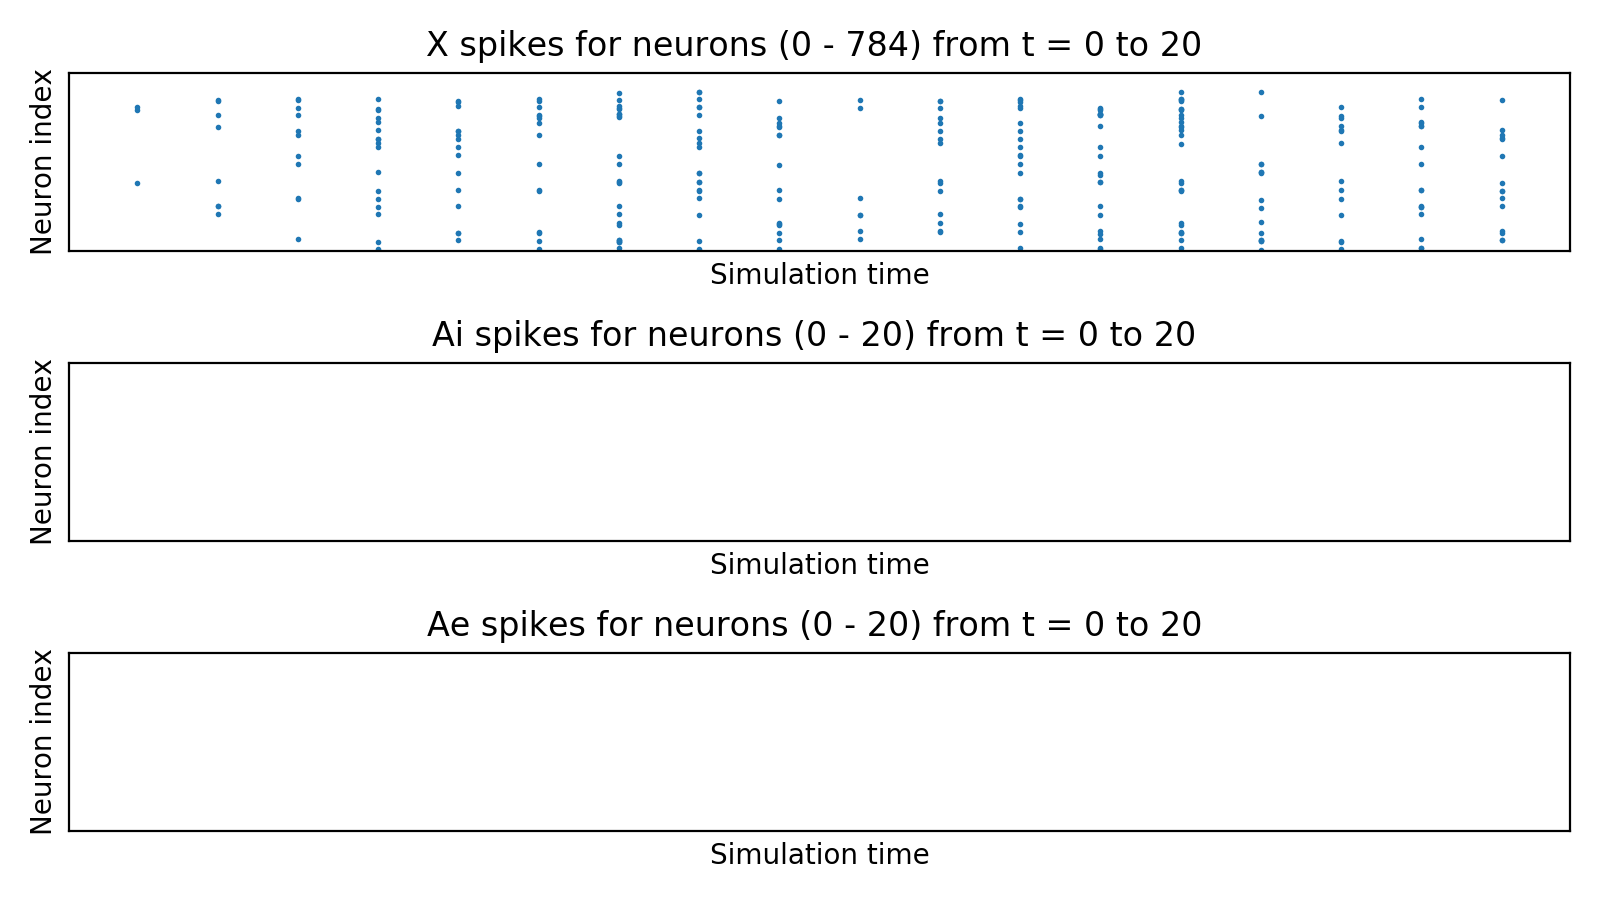 X spikes for neurons (0 - 784) from t = 0 to 20
Neuron index
Simulation time
Ai spikes for neurons (0 - 20) from t = 0 to 20
Neuron index
Simulation time
Ae spikes for neurons (0 - 20) from t = 0 to 20
Neuron index
Simulation time